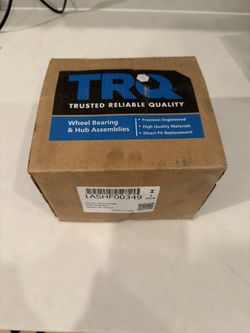 TRQ
TRUSTED RELIABLE QUALITY
Wheel Bearing
& Hub Assemblies
• Precision Engineered
• High Quality Materials
• Direct Fit Replacement
1ASHF00349